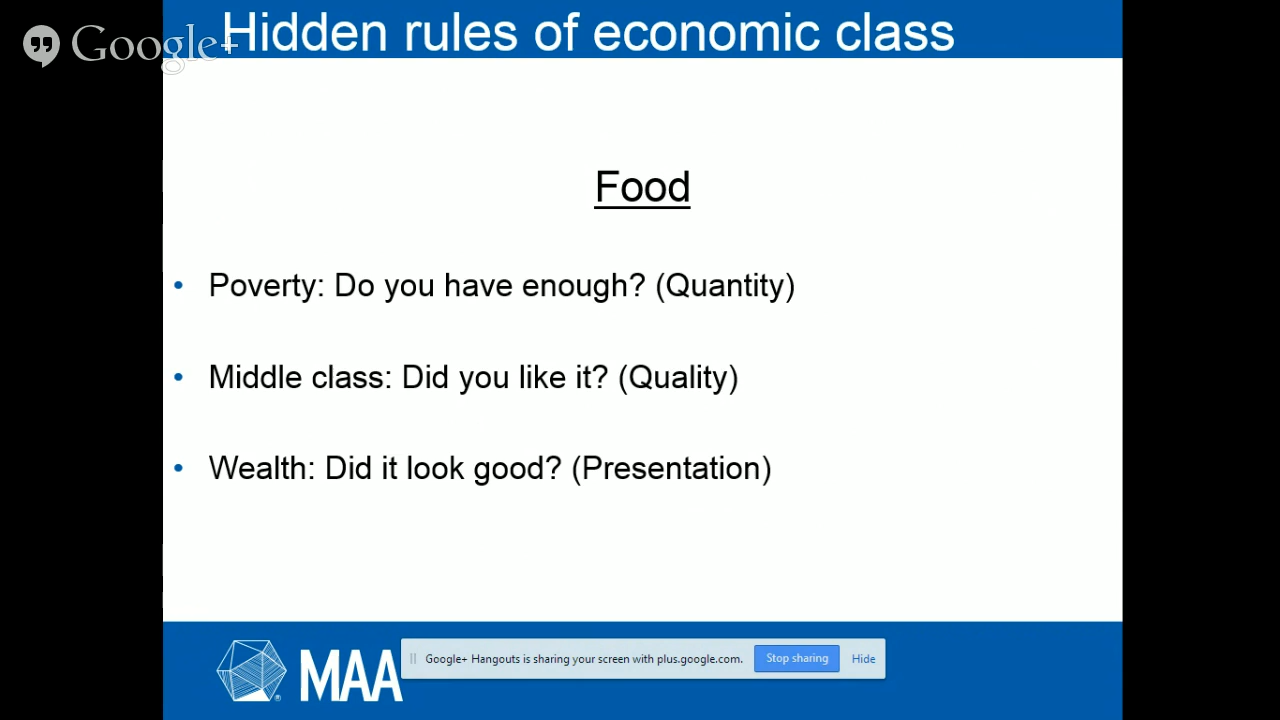 Google+
Hidden rules of economic class
Food
• Poverty: Do you have enough? (Quantity)
• Middle class: Did you like it? (Quality)
• Wealth: Did it look good? (Presentation)
MAA
Google+ Hangouts is sharing your screen with plus.google.com. Stop sharing Hide